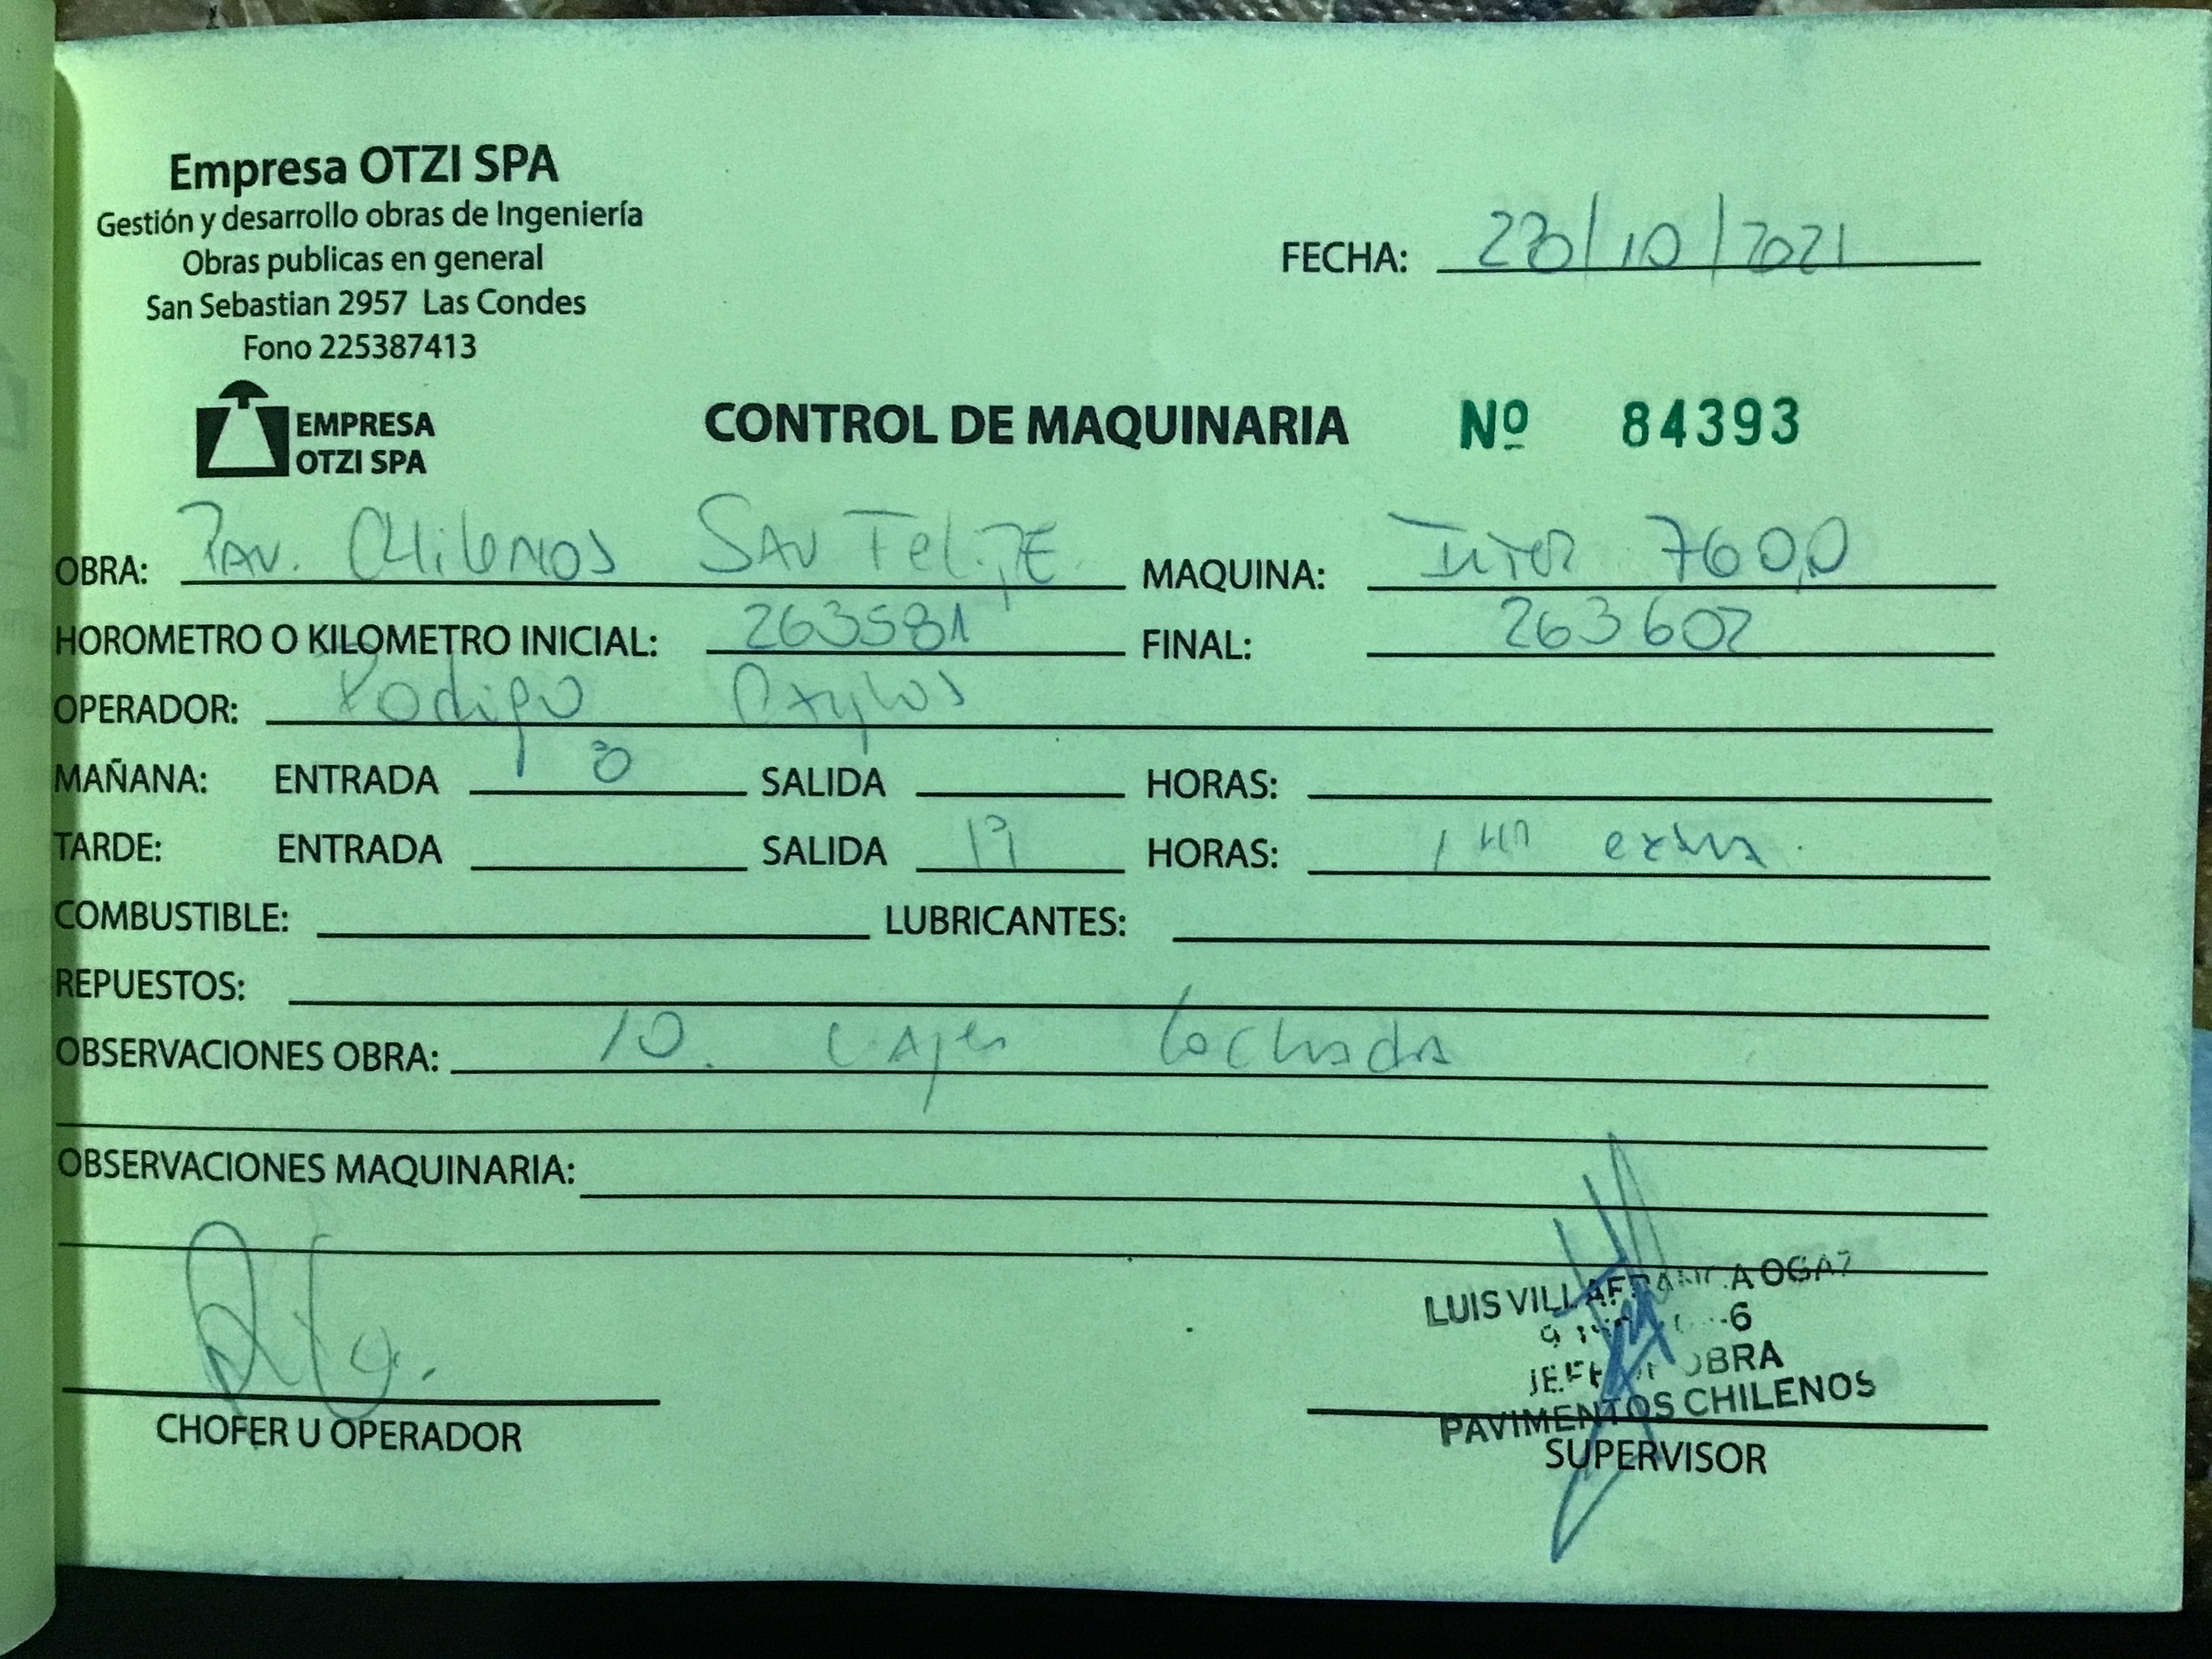 Empresa OTZI SPA
Gestión y desarrollo obras de Ingeniería
Obras publicas en general
San Sebastian 2957 Las Condes
Fono 225387413
FECHA: /10/2021
EMPRESA
OTZI SPA
CONTROL DE MAQUINARIA Nº 84393
OBRA: PAV. CHilenos SAN Felipe MAQUINA: Inter 7600
HOROMETRO O KILOMETRO INICIAL: 263581 FINAL: 263602
OPERADOR: Rodrigo
MAÑANA: ENTRADA 8 SALIDA HORAS:
TARDE: ENTRADA SALIDA 19 HORAS: 1 HR extra.
COMBUSTIBLE: LUBRICANTES:
REPUESTOS:
OBSERVACIONES OBRA: 10. CAJAS lechada
OBSERVACIONES MAQUINARIA:
LUIS VILLAFRANCA OGAZ
-6
JEFE DE OBRA
PAVIMENTOS CHILENOS
CHOFER U OPERADOR
SUPERVISOR